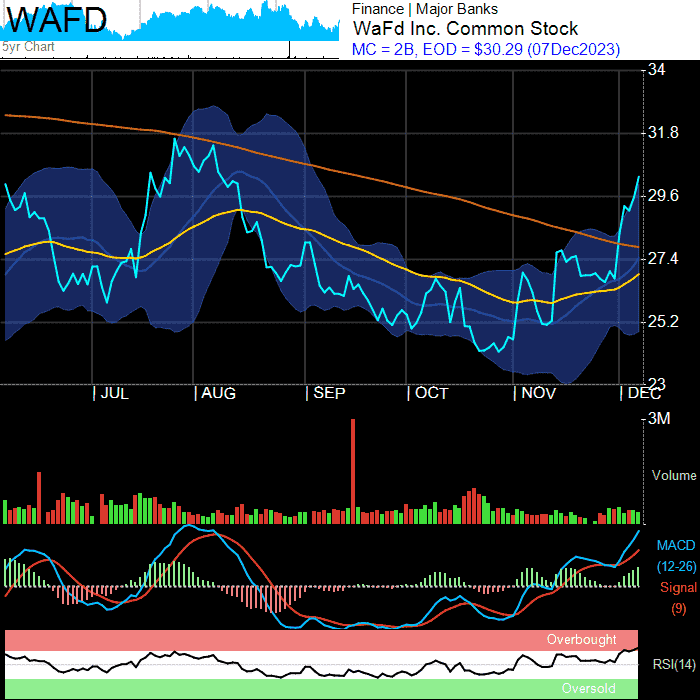 WAFD
5yr Chart
Finance | Major Banks
WaFd Inc. Common Stock
MC = 2B, EOD = $30.29 (07Dec2023)
34
31.8
29.6
27.4
25.2
23
| JUL | AUG | SEP | OCT | NOV | DEC
3M
Volume
MACD
(12-26)
Signal
(9)
Overbought
RSI(14)
Oversold